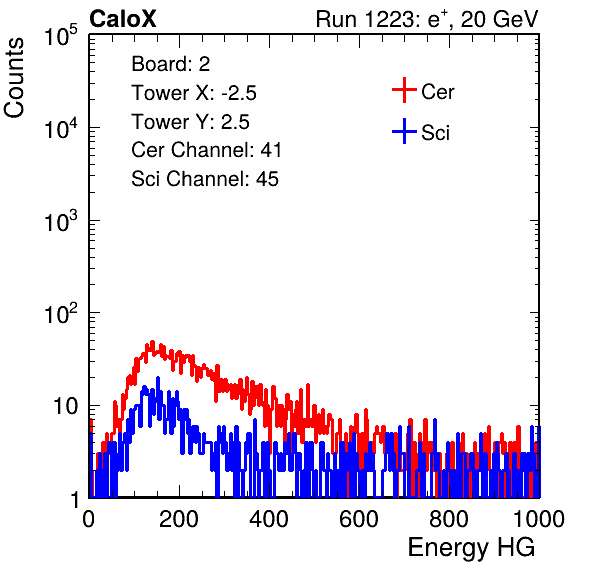 CaloX Run 1223: e⁺, 20 GeV
Counts
Board: 2
Tower X: -2.5
Tower Y: 2.5
Cer Channel: 41
Sci Channel: 45
Cer
Sci
10⁵
10⁴
10³
10²
10
1
0 200 400 600 800 1000
Energy HG